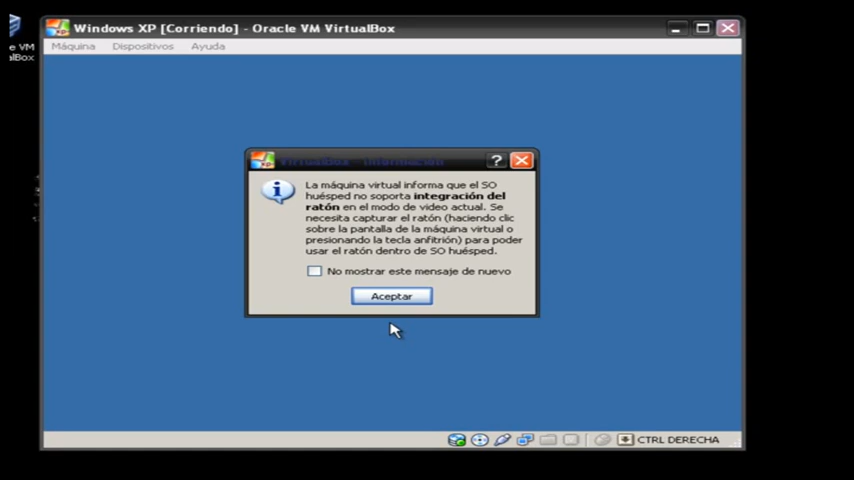 e VM
alBox
Windows XP [Corriendo] - Oracle VM VirtualBox
Máquina Dispositivos Ayuda
VirtualBox - Información
La máquina virtual informa que el SO
huésped no soporta integración del
ratón en el modo de video actual. Se
necesita capturar el ratón (haciendo clic
sobre la pantalla de la máquina virtual o
presionando la tecla anfitrión) para poder
usar el ratón dentro de SO huésped.
No mostrar este mensaje de nuevo
Aceptar
CTRL DERECHA